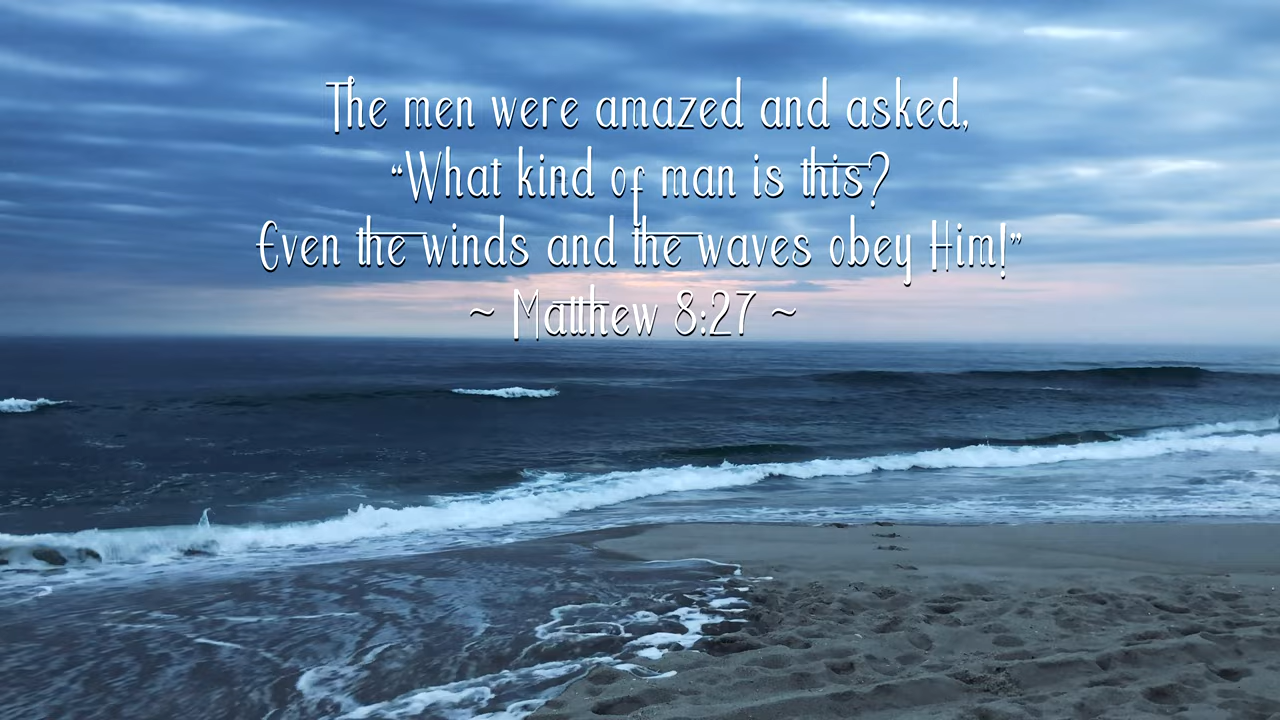 The men were amazed and asked,
“What kind of man is this?
Even the winds and the waves obey Him!”
~ Matthew 8:27 ~